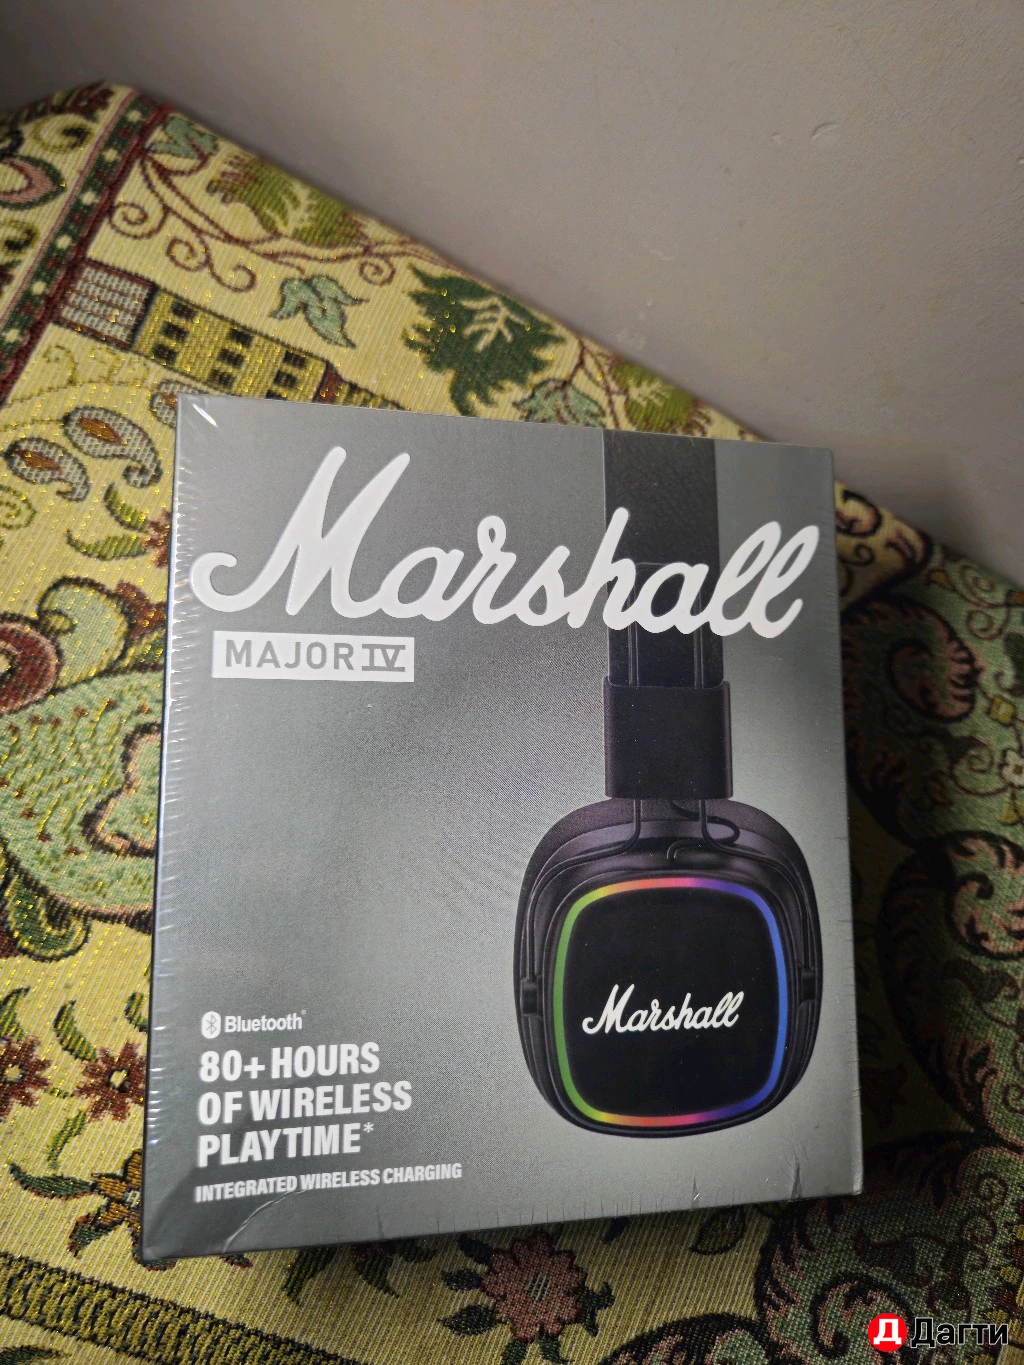 Marshall
MAJOR IV
Marshall
Bluetooth®
80+ HOURS
OF WIRELESS
PLAYTIME*
INTEGRATED WIRELESS CHARGING
Д Дагти